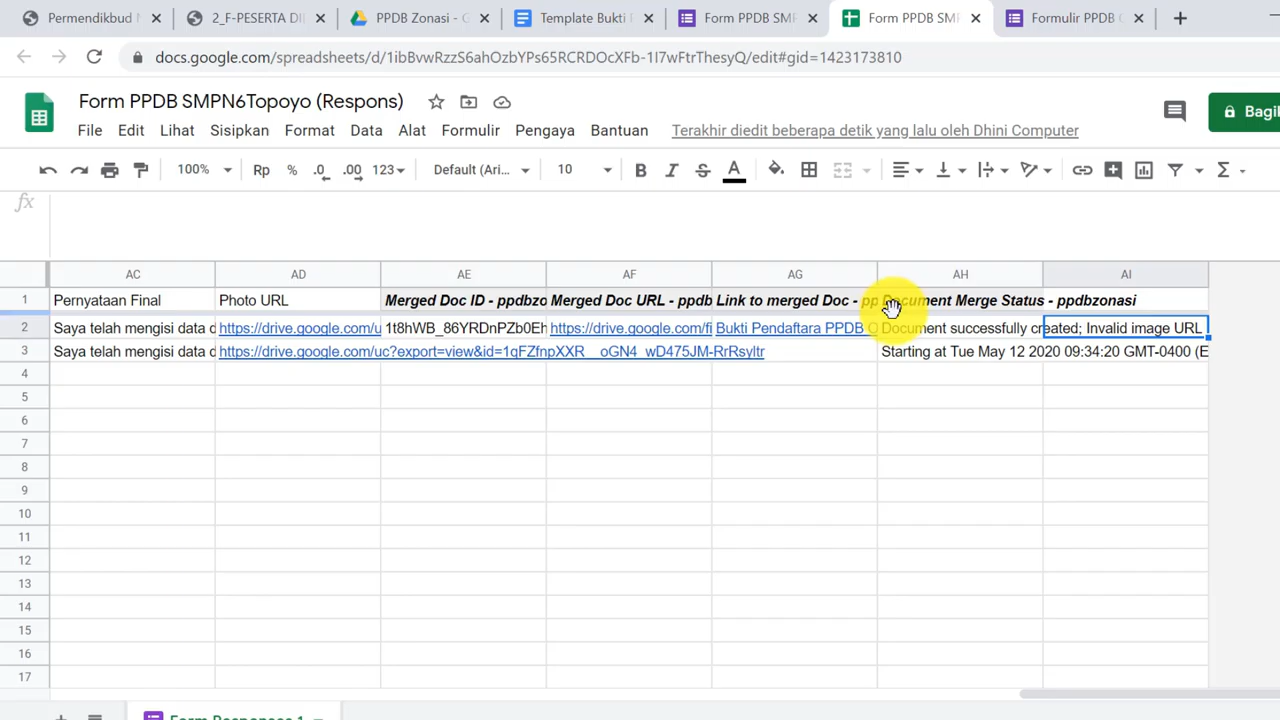 Permendikbud N
2_F-PESERTA DI
PPDB Zonasi - G
Template Bukti
Form PPDB SMP
Form PPDB SM
Formulir PPDB
docs.google.com/spreadsheets/d/1ibBvwRzzS6ahOzbYPs65RCRDOcXFb-1I7wFtrThesyQ/edit#gid=1423173810
Form PPDB SMPN6Topoyo (Respons)
File Edit Lihat Sisipkan Format Data Alat Formulir Pengaya Bantuan Terakhir diedit beberapa detik yang lalu oleh Dhini Computer
Bagi
100% Rp % .0 .00 123 Default (Ari... 10 B I S A Σ
fx
AC AD AE AF AG AH AI
1 Pernyataan Final Photo URL Merged Doc ID - ppdbzo Merged Doc URL - ppdb Link to merged Doc - pp Document Merge Status - ppdbzonasi
2 Saya telah mengisi data d https://drive.google.com/u 1t8hWB_86YRDnPZb0Eh https://drive.google.com/fi Bukti Pendaftara PPDB Document successfully created; Invalid image URL
3 Saya telah mengisi data d https://drive.google.com/uc?export=view&id=1qFZfnpXXR__oGN4_wD475JM-RrRsyltr Starting at Tue May 12 2020 09:34:20 GMT-0400 (E
4
5
6
7
8
9
10
11
12
13
14
15
16
17
Form Responses 1